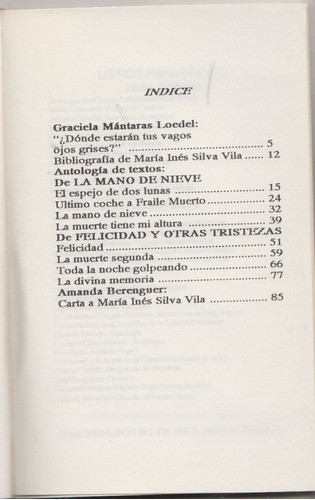 INDICE
Graciela Mántaras Loedel:
"¿Dónde estarán tus vagos
ojos grises?" ........................... 5
Bibliografía de María Inés Silva Vila .... 12
Antología de textos:
De LA MANO DE NIEVE
El espejo de dos lunas ................. 15
Ultimo coche a Fraile Muerto .......... 24
La mano de nieve ....................... 32
La muerte tiene mi altura .............. 39
De FELICIDAD Y OTRAS TRISTEZAS
Felicidad ................................ 51
La muerte segunda ...................... 59
Toda la noche golpeando ............... 66
La divina memoria ...................... 77
Amanda Berenguer:
Carta a María Inés Silva Vila ........... 85